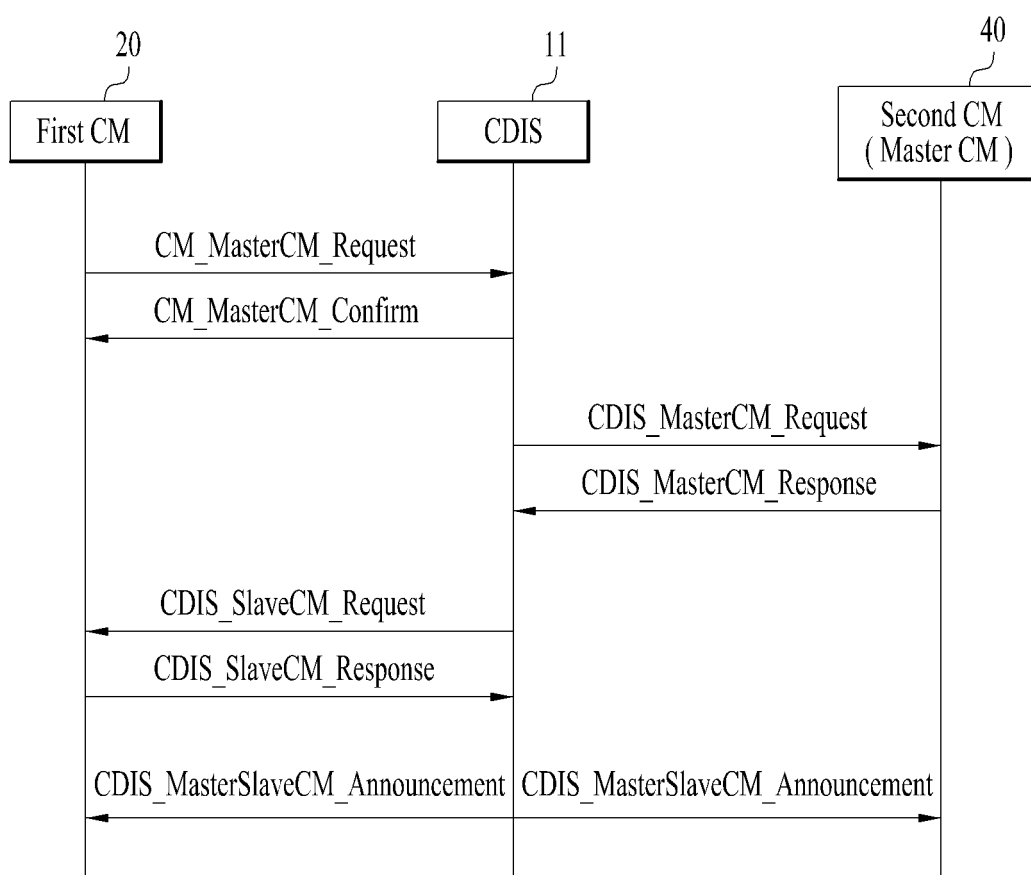 20
11
40
First CM
CDIS
Second CM
( Master CM )
CM_MasterCM_Request
CM_MasterCM_Confirm
CDIS_MasterCM_Request
CDIS_MasterCM_Response
CDIS_SlaveCM_Request
CDIS_SlaveCM_Response
CDIS_MasterSlaveCM_Announcement
CDIS_MasterSlaveCM_Announcement